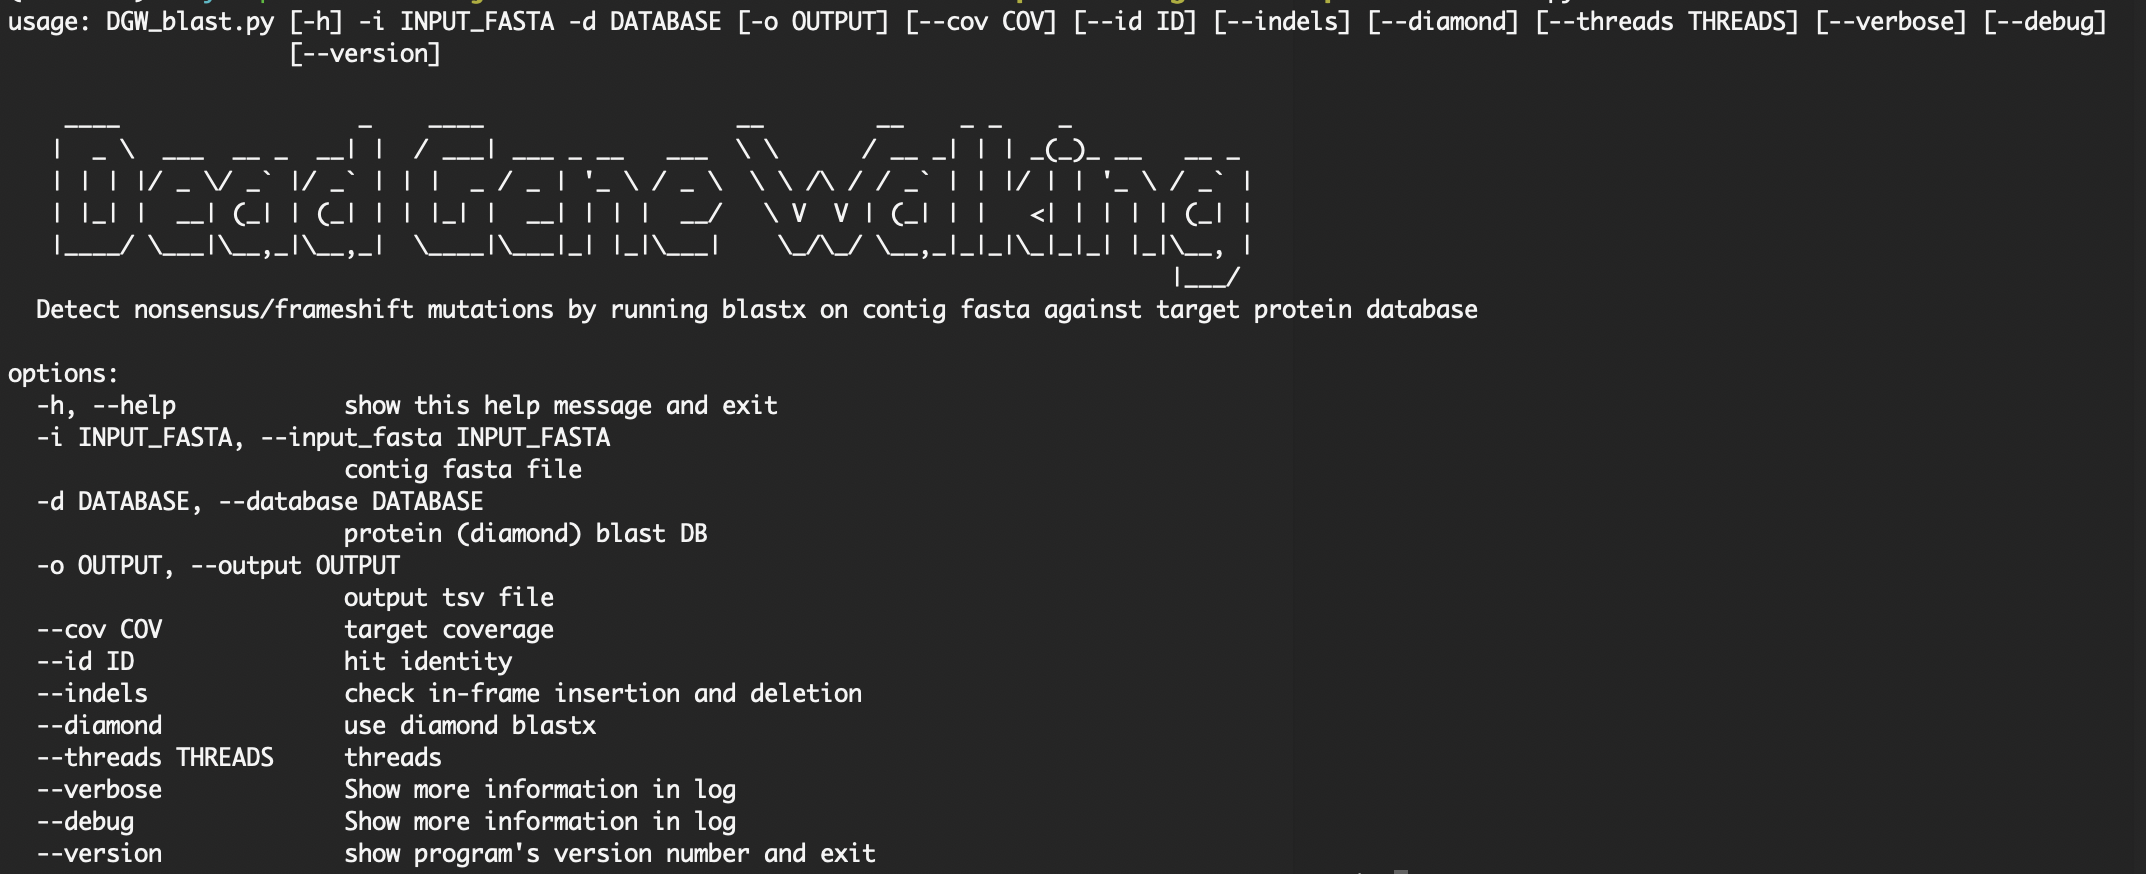 usage: DGW_blast.py [-h] -i INPUT_FASTA -d DATABASE [-o OUTPUT] [--cov COV] [--id ID] [--indels] [--diamond] [--threads THREADS] [--verbose] [--debug]
[--version]
Dead Gene Walking
Detect nonsensus/frameshift mutations by running blastx on contig fasta against target protein database
options:
-h, --help show this help message and exit
-i INPUT_FASTA, --input_fasta INPUT_FASTA
contig fasta file
-d DATABASE, --database DATABASE
protein (diamond) blast DB
-o OUTPUT, --output OUTPUT
output tsv file
--cov COV target coverage
--id ID hit identity
--indels check in-frame insertion and deletion
--diamond use diamond blastx
--threads THREADS threads
--verbose Show more information in log
--debug Show more information in log
--version show program's version number and exit